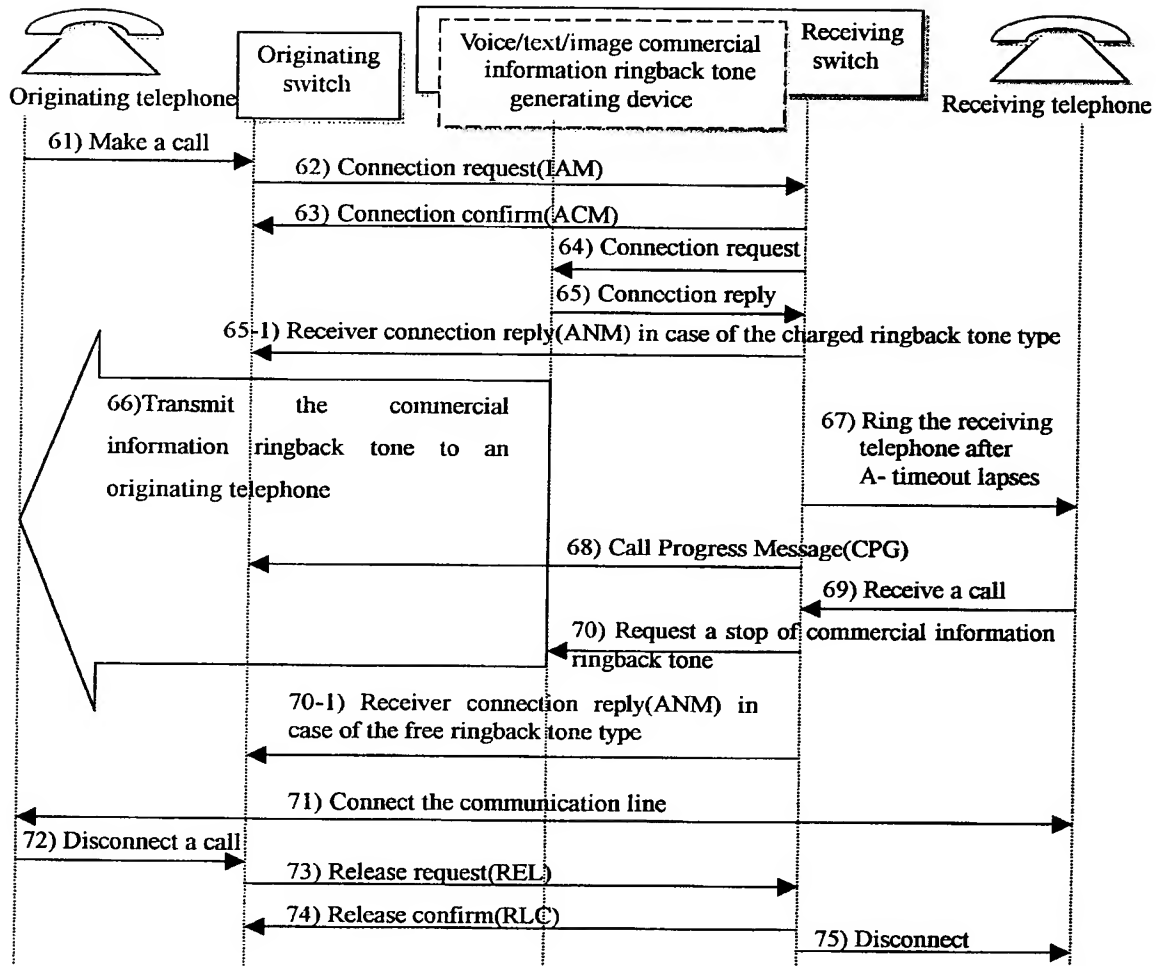 Originating telephone
Originating
switch
Voice/text/image commercial
information ringback tone
generating device
Receiving
switch
Receiving telephone
61) Make a call
62) Connection request(IAM)
63) Connection confirm(ACM)
64) Connection request
65) Connection reply
65-1) Receiver connection reply(ANM) in case of the charged ringback tone type
66)Transmit the commercial
information ringback tone to an
originating telephone
67) Ring the receiving
telephone after
A- timeout lapses
68) Call Progress Message(CPG)
69) Receive a call
70) Request a stop of commercial information
ringback tone
70-1) Receiver connection reply(ANM) in
case of the free ringback tone type
71) Connect the communication line
72) Disconnect a call
73) Release request(REL)
74) Release confirm(RLC)
75) Disconnect